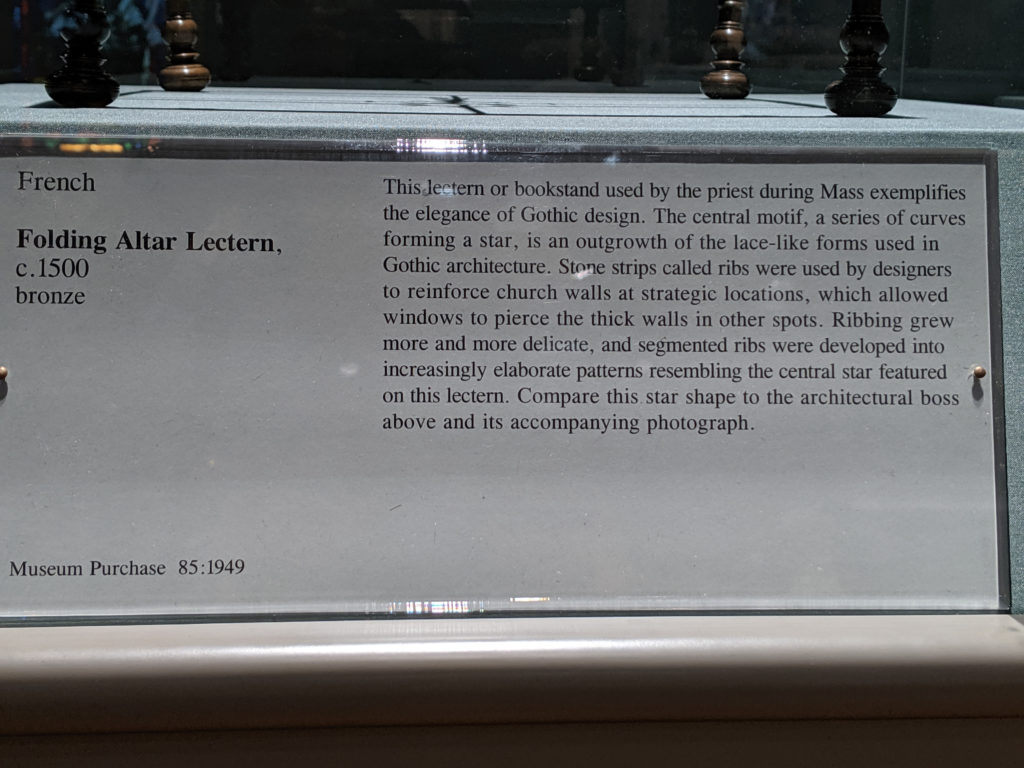 French
Folding Altar Lectern,
c.1500
bronze
This lectern or bookstand used by the priest during Mass exemplifies
the elegance of Gothic design. The central motif, a series of curves
forming a star, is an outgrowth of the lace-like forms used in
Gothic architecture. Stone strips called ribs were used by designers
to reinforce church walls at strategic locations, which allowed
windows to pierce the thick walls in other spots. Ribbing grew
more and more delicate, and segmented ribs were developed into
increasingly elaborate patterns resembling the central star featured
on this lectern. Compare this star shape to the architectural boss
above and its accompanying photograph.
Museum Purchase 85:1949